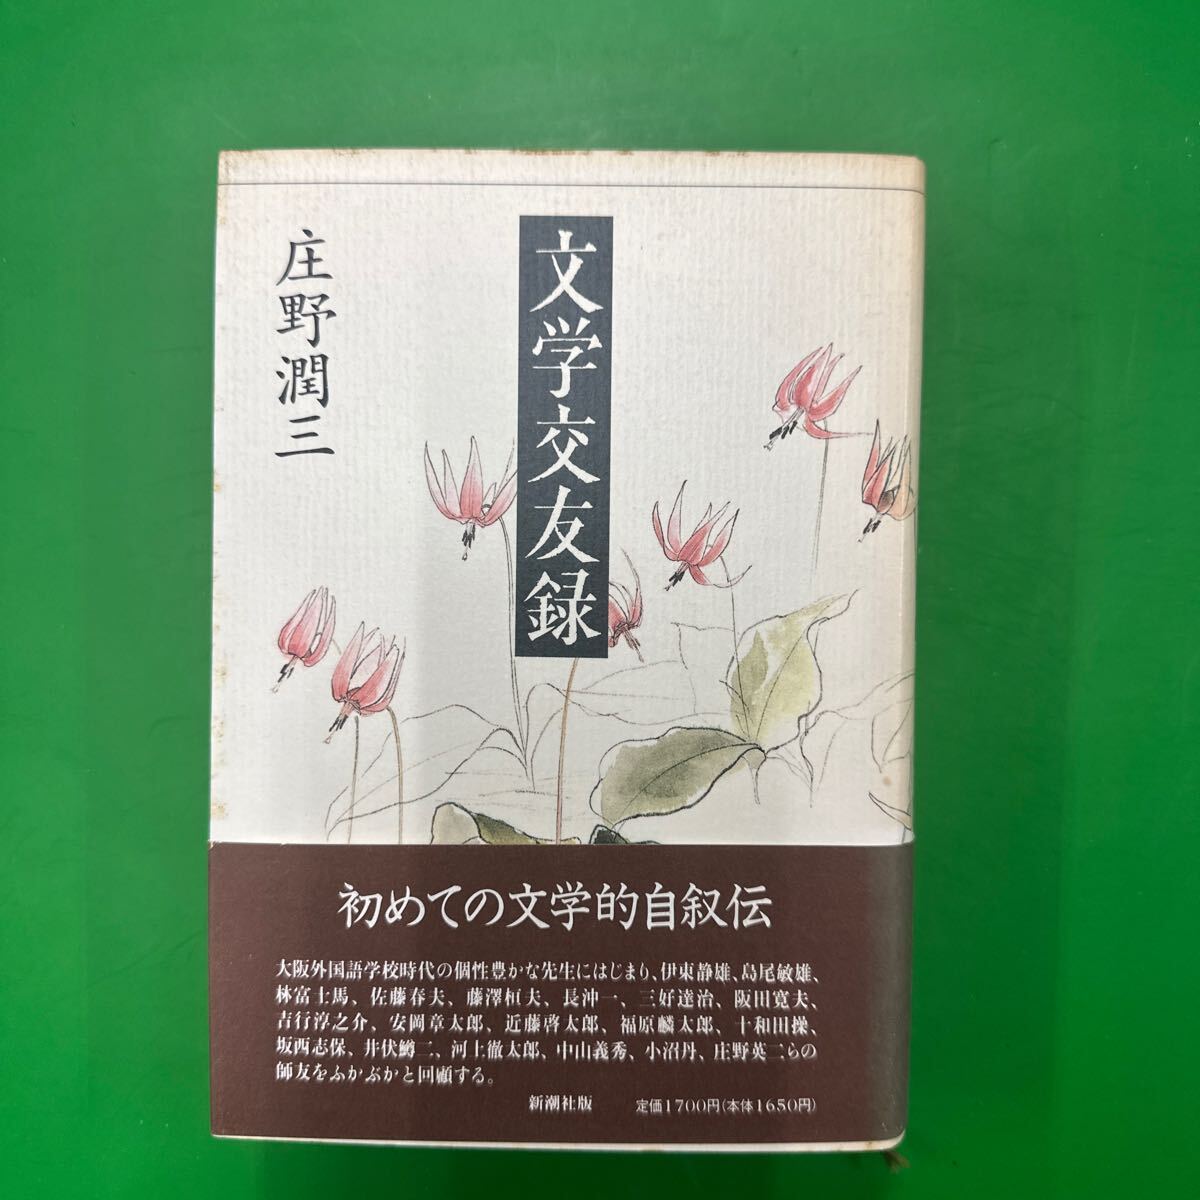 文学交友録
庄野潤三
初めての文学的自叙伝
大阪外国語学校時代の個性豊かな先生にはじまり、伊東静雄、島尾敏雄、
林富士馬、佐藤春夫、藤澤桓夫、長沖一、三好達治、阪田寛夫、
吉行淳之介、安岡章太郎、近藤啓太郎、福原麟太郎、十和田操、
坂西志保、井伏鱒二、河上徹太郎、中山義秀、小沼丹、庄野英二らの
師友をふかぶかと回顧する。
新潮社版 定価1700円(本体1650円)